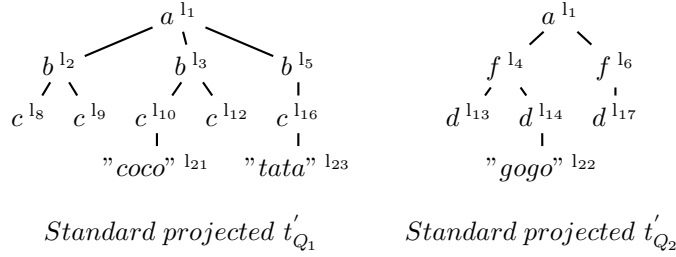 a l₁ a l₁
b l₂ b l₃ b l₅ f l₄ f l₆
c l₈ c l₉ c l₁₀ c l₁₂ c l₁₆ d l₁₃ d l₁₄ d l₁₇
”coco” l₂₁ ”tata” l₂₃ ”gogo” l₂₂
Standard projected t′Q₁ Standard projected t′Q₂